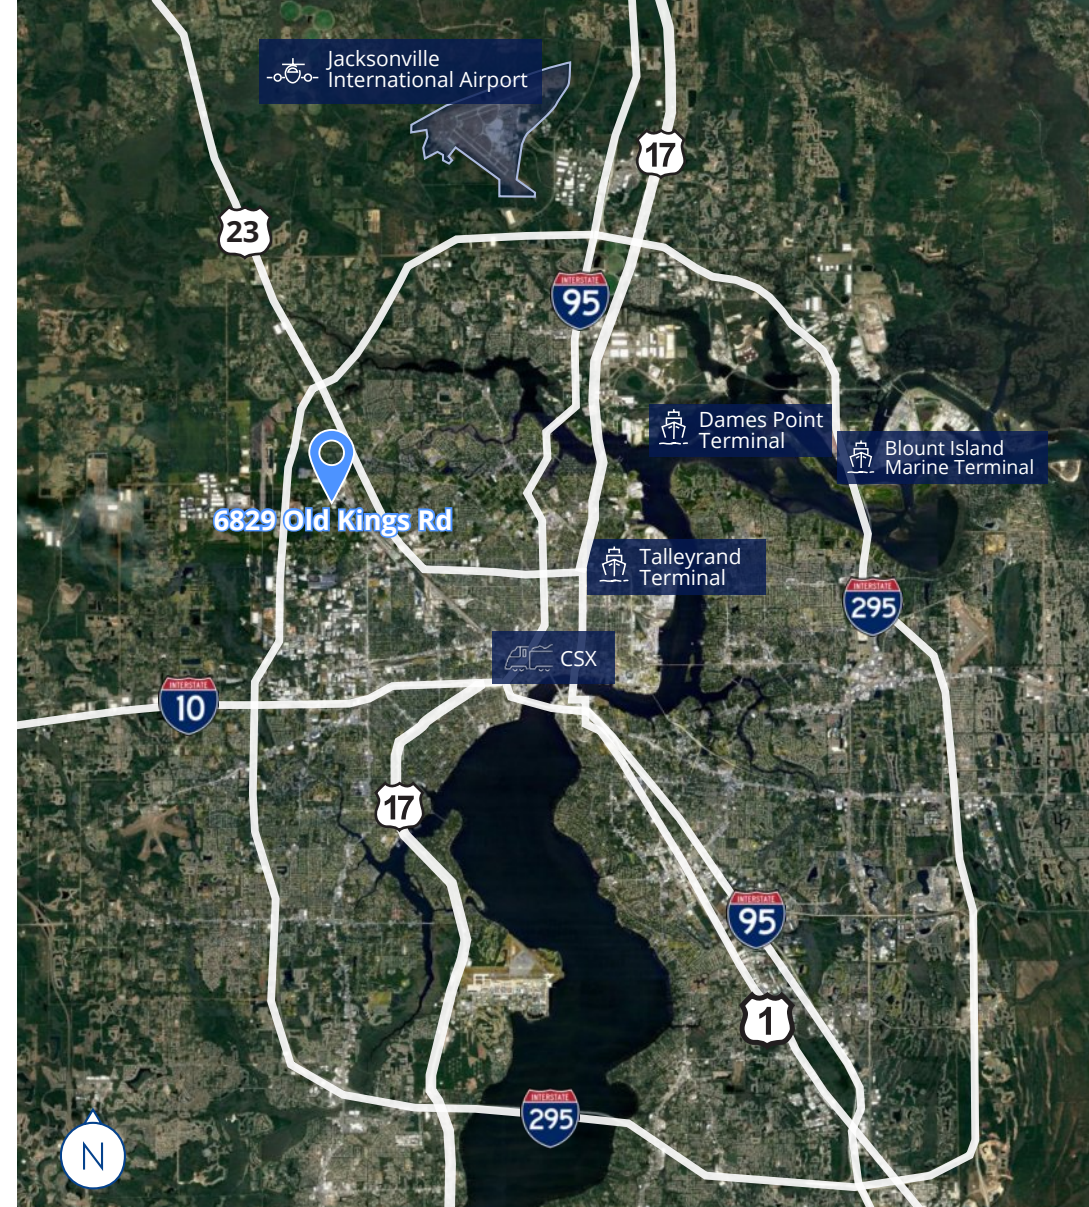 Jacksonville
International Airport
17
23
INTERSTATE
95
Dames Point
Terminal
Blount Island
Marine Terminal
6829 Old Kings Rd
Talleyrand
Terminal
INTERSTATE
295
CSX
INTERSTATE
10
17
INTERSTATE
95
1
INTERSTATE
295
N